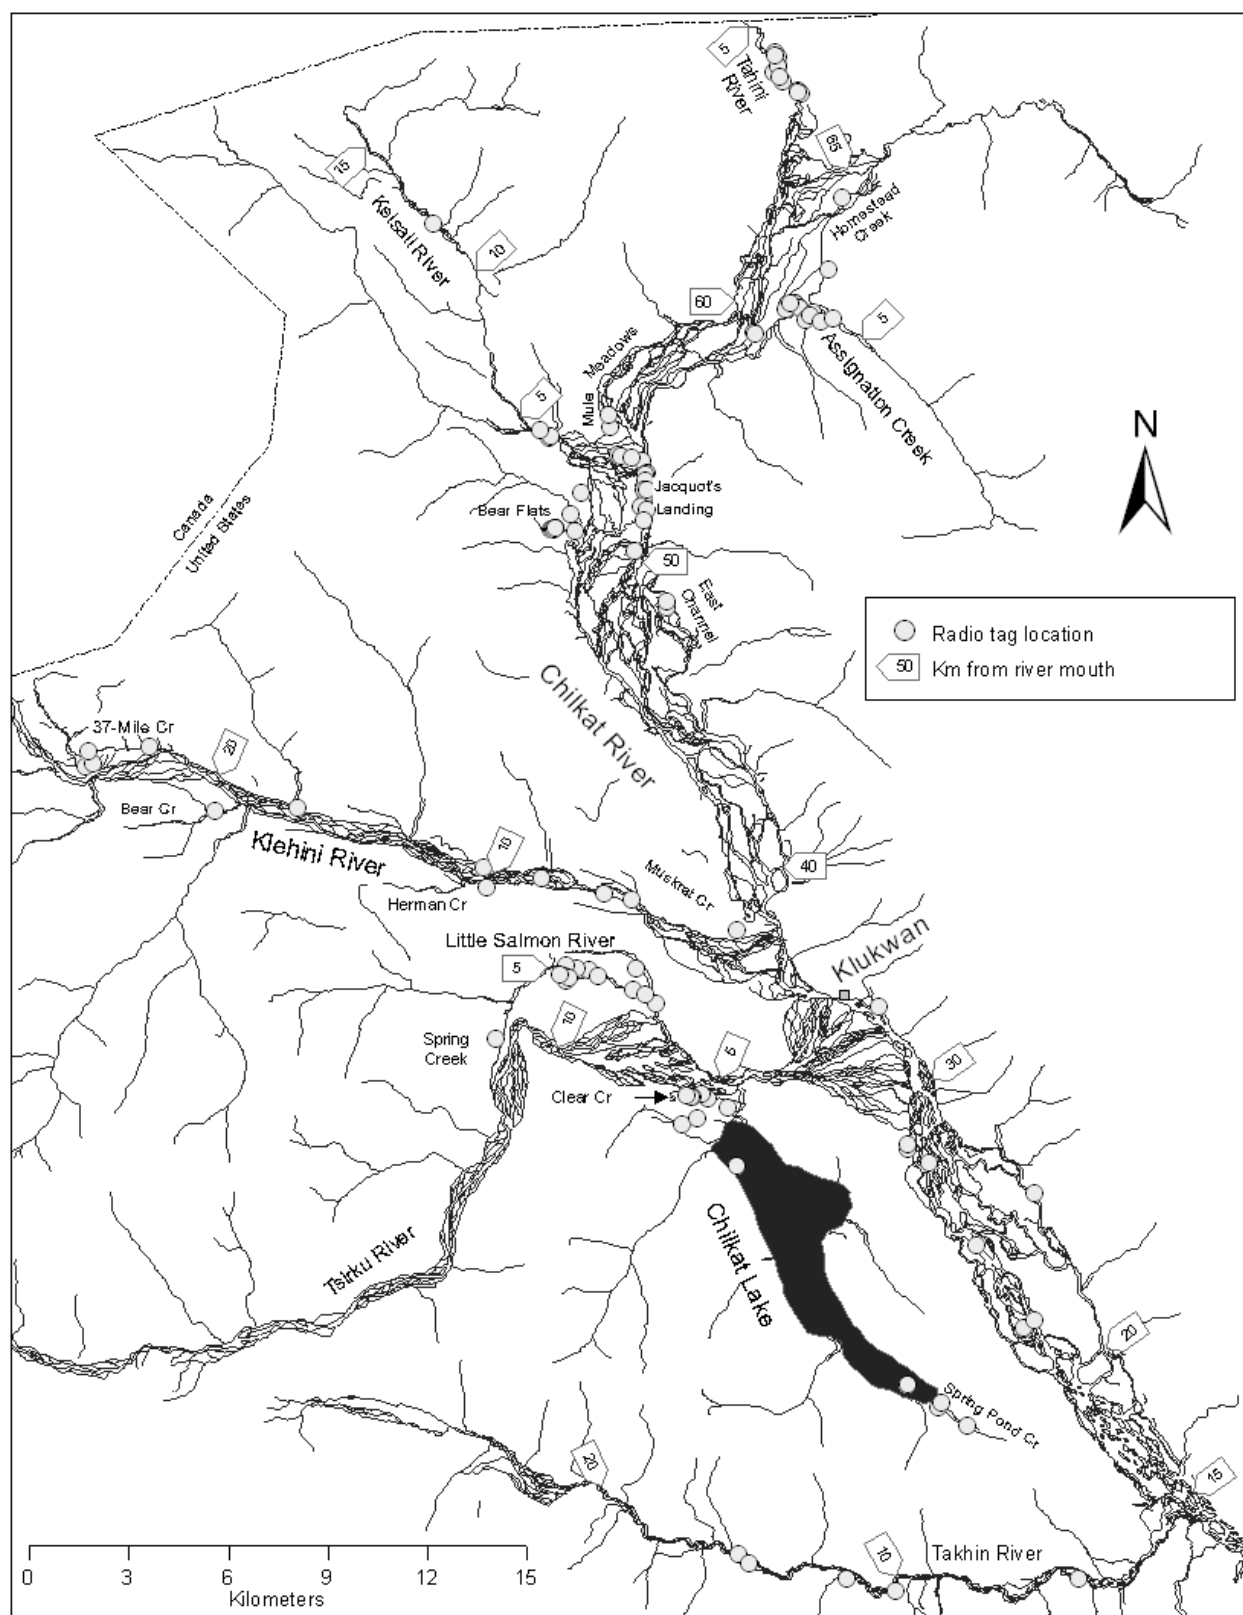 5
Tahini
River
15
65
Kelsall River
Homestead
Creek
10
60
5
Meadows
Assignation Creek
5
Mule
N
Jacquot's
Landing
Bear Flats
Canada
United States
50
East
Channel
Radio tag location
50
Km from river mouth
Chilkat River
37-Mile Cr
20
Bear Cr
Klehini River
10
40
Muskrat Cr
Herman Cr
Little Salmon River
Klukwan
5
10
Spring
Creek
5
30
Clear Cr
Tsirku River
Chilkat Lake
20
Spring Pond Cr
20
15
10
Takhin River
0
3
6
9
12
15
Kilometers